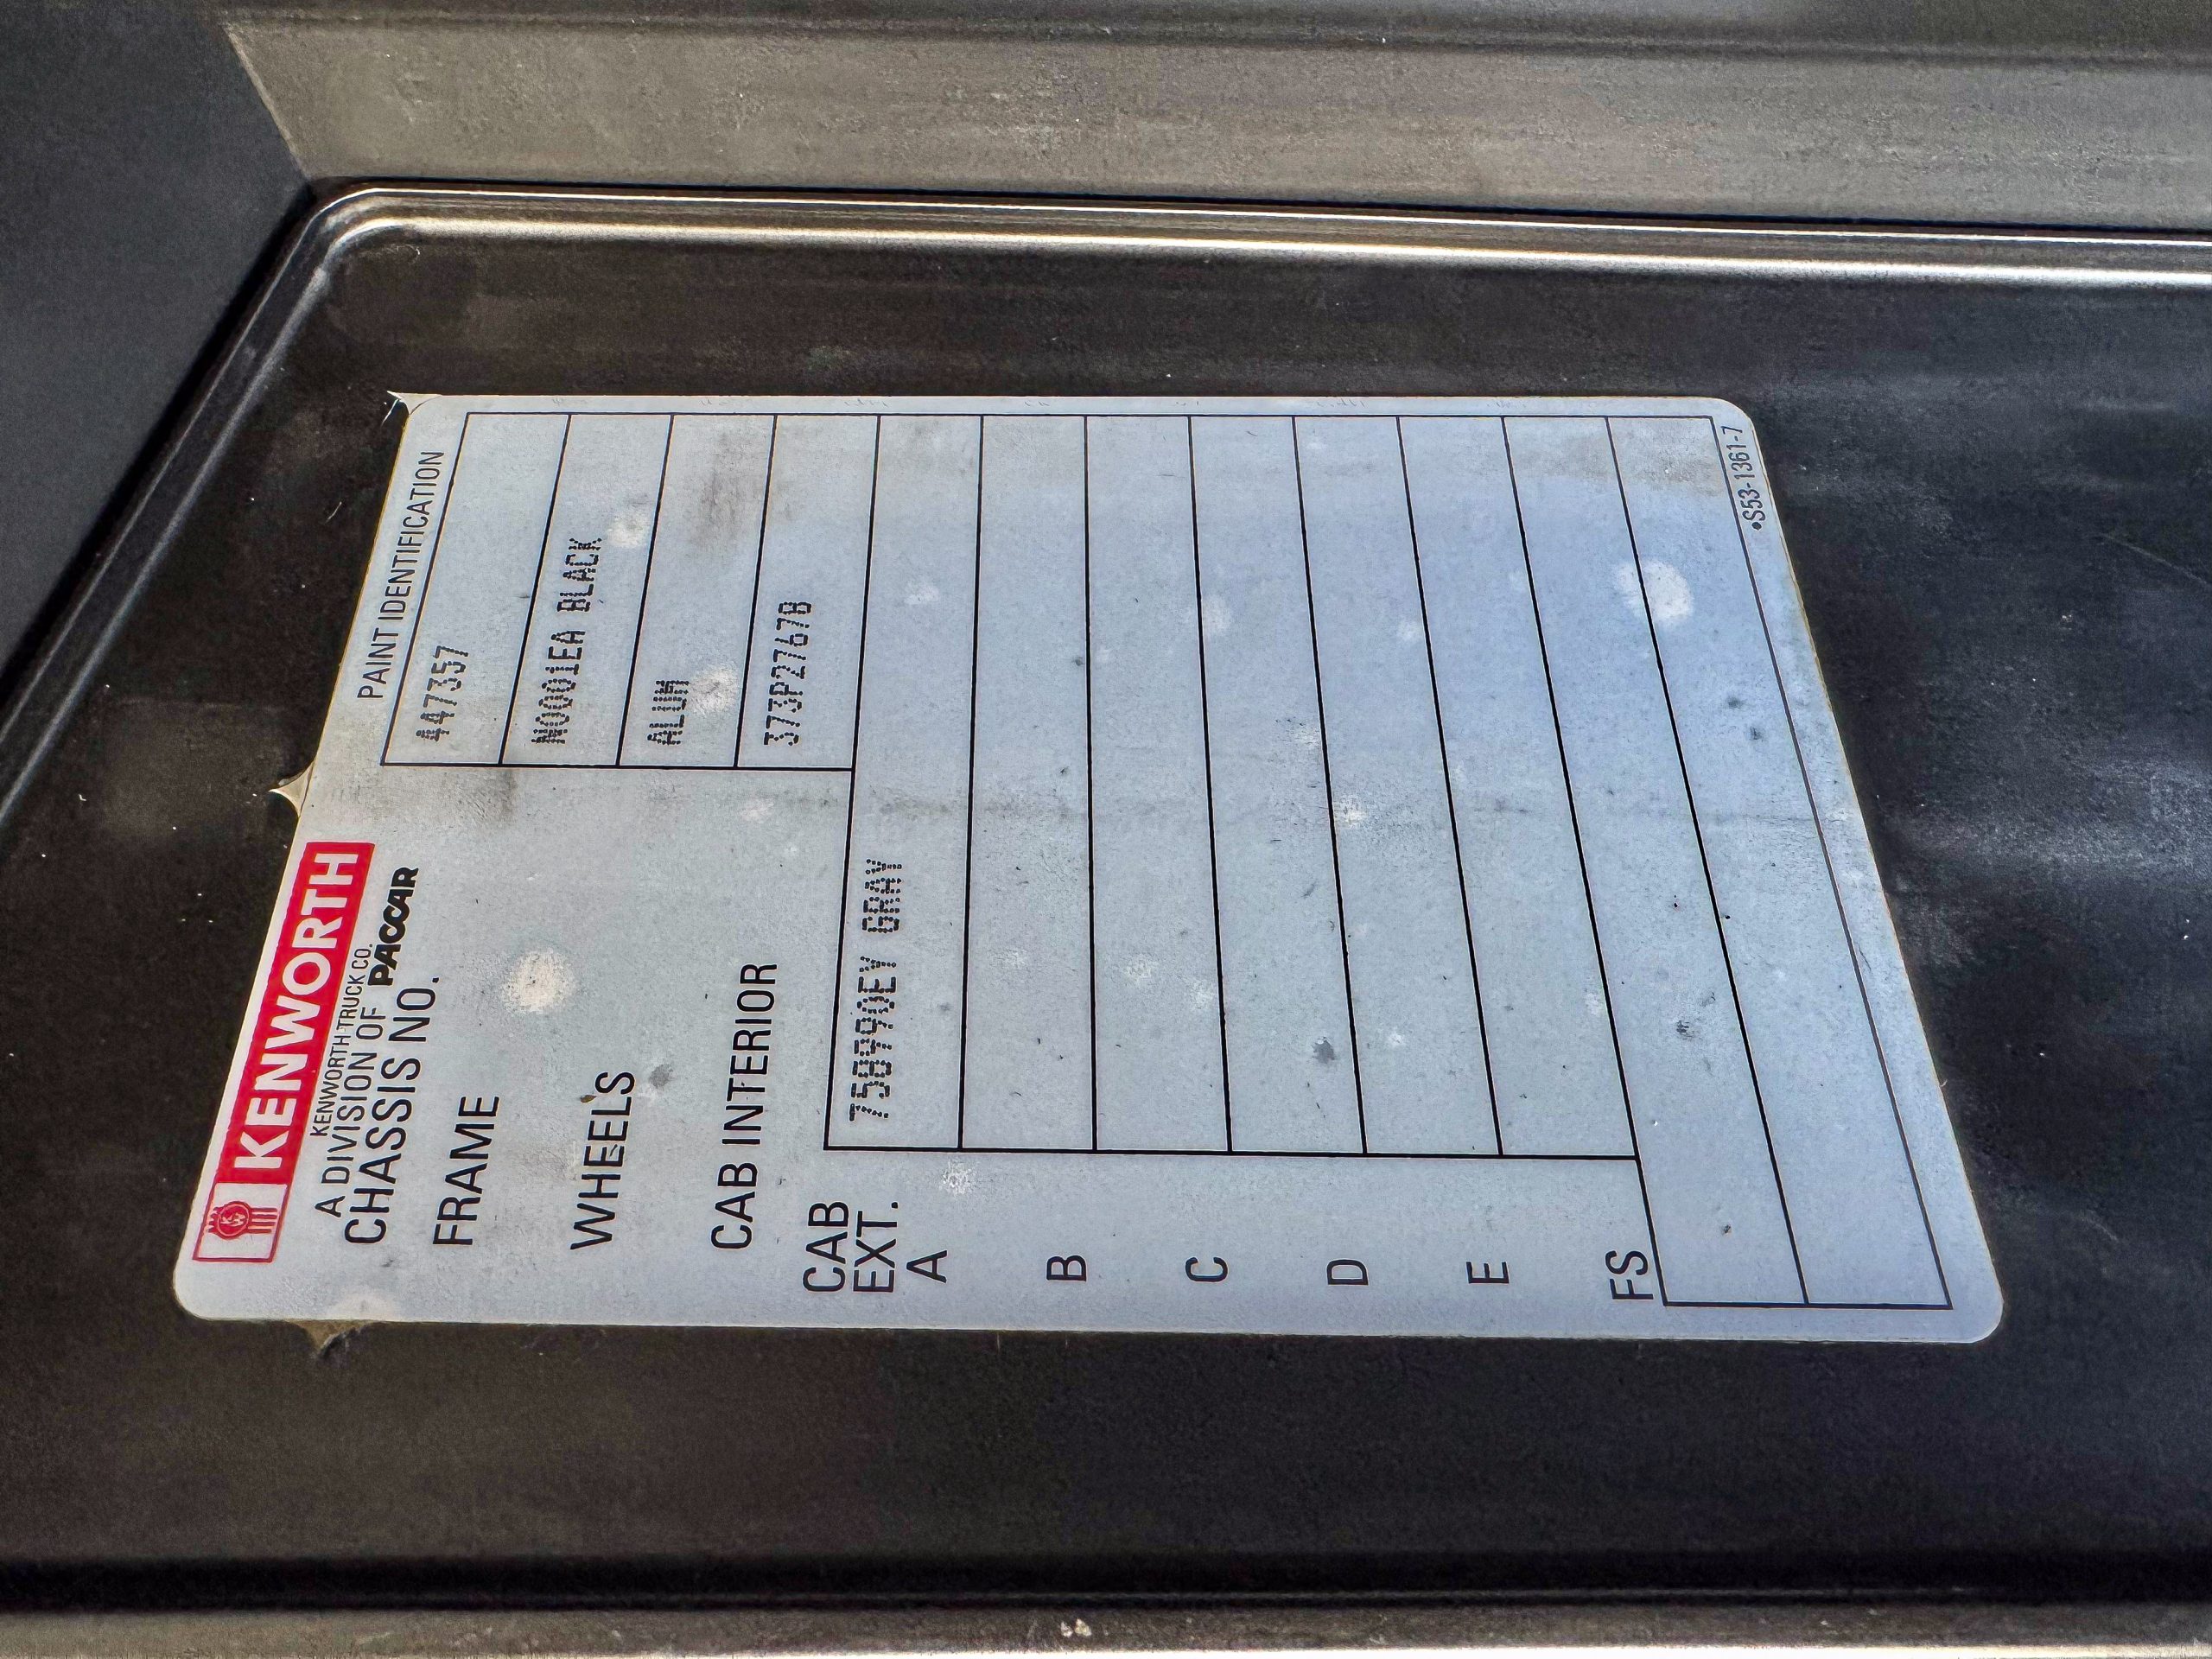 KENWORTH
KENWORTH TRUCK CO.
A DIVISION OF PACCAR
PAINT IDENTIFICATION
CHASSIS NO. 447357
FRAME N0001EA BLACK
WHEELS ALUM
CAB INTERIOR 373P2767B
CAB
EXT.
A 758990EY GRAY
B
C
D
E
FS
•S53-1361-7